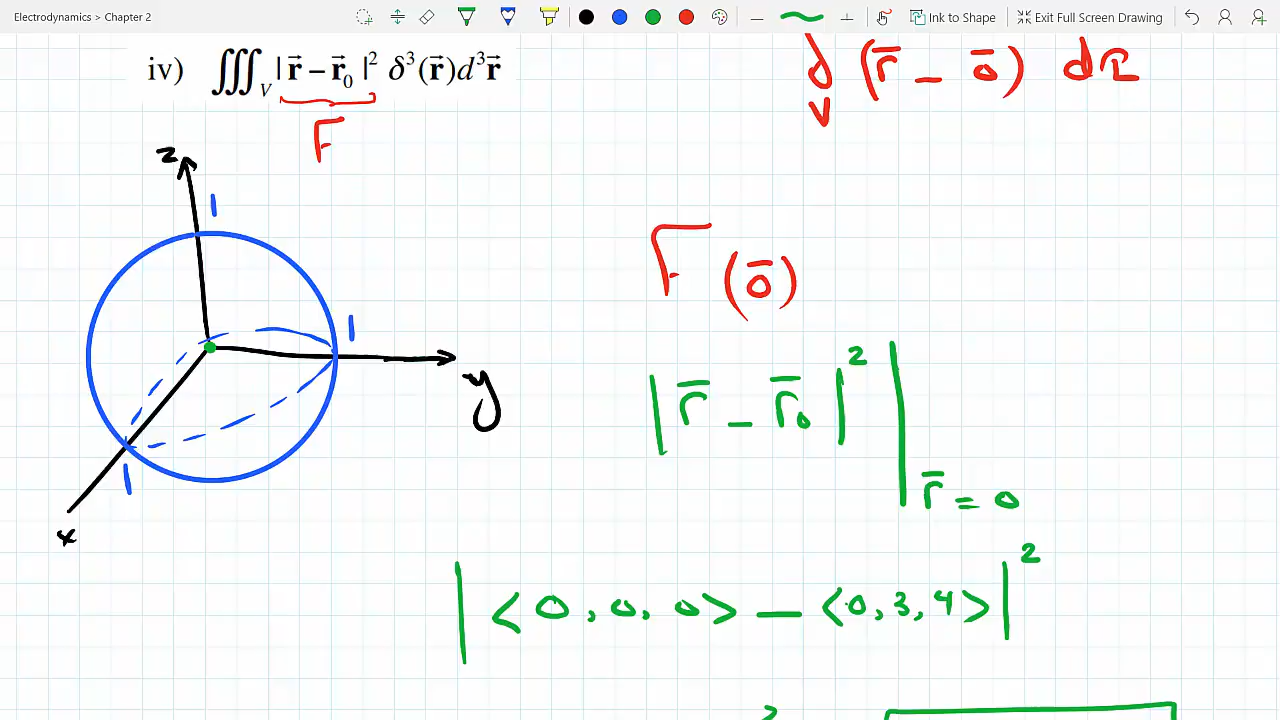 Electrodynamics > Chapter 2
Ink to Shape
Exit Full Screen Drawing
iv) ∭_V |r⃗ − r⃗₀|² δ³(r⃗)d³r⃗
(r̄ − ō)
V
F
z
1
1
y
1
x
F(ō)
|r̄ − r̄₀|² | r̄ = 0
|<0, 0, 0> − <0, 3, 4>|²
2